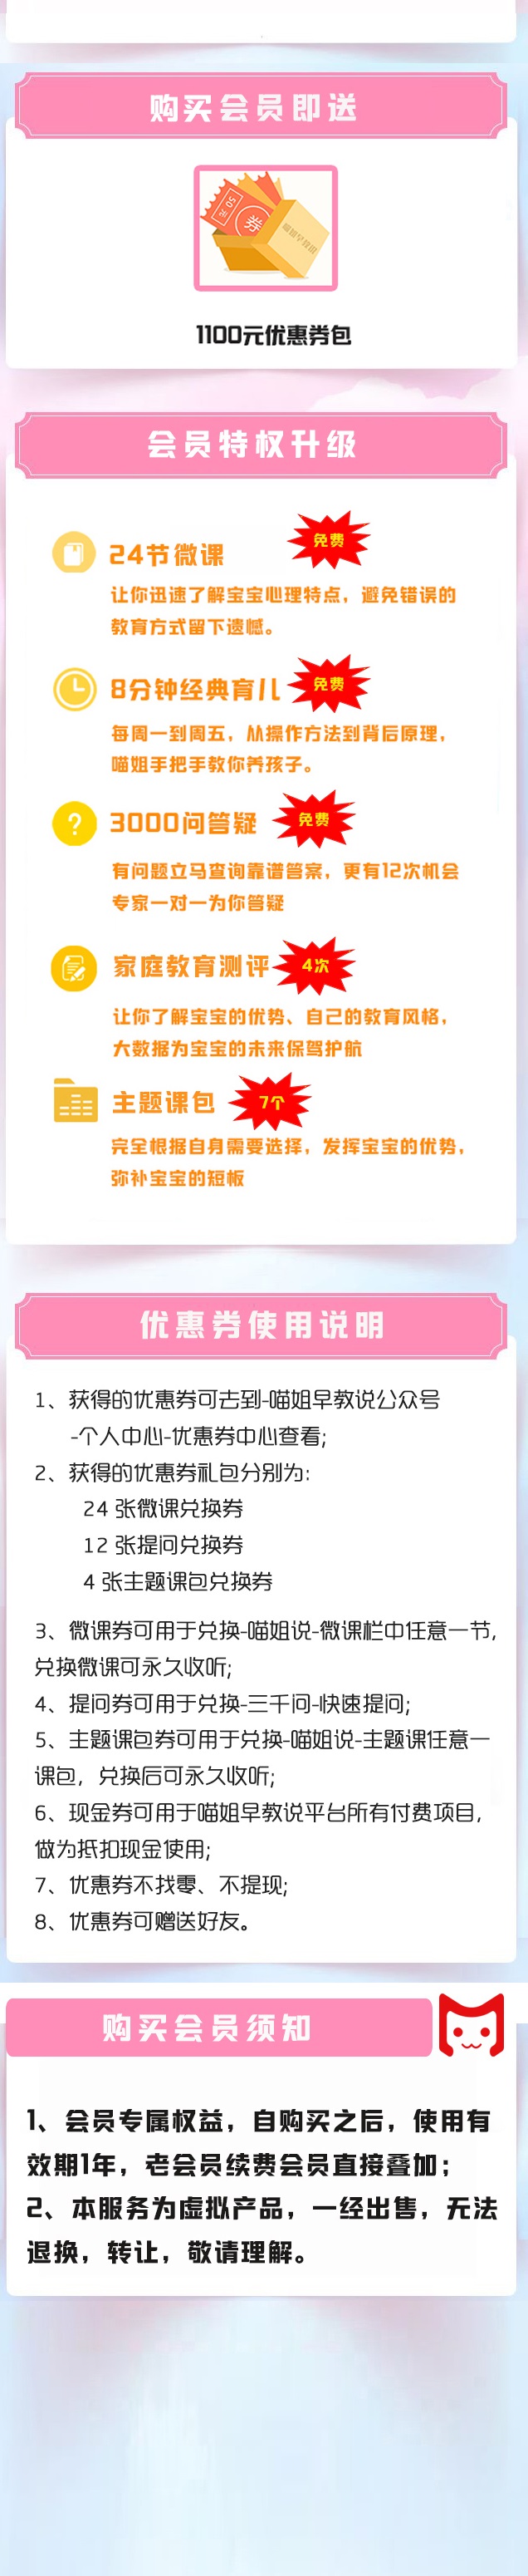 购买会员即送
50元
券
1100元优惠券包
会员特权升级
24节微课
免费
让你迅速了解宝宝心理特点，避免错误的
教育方式留下遗憾。
8分钟经典育儿
免费
每周一到周五，从操作方法到背后原理，
喵姐手把手教你养孩子。
3000问答疑
免费
有问题立马查询靠谱答案，更有12次机会
专家一对一为你答疑
家庭教育测评
4次
让你了解宝宝的优势、自己的教育风格，
大数据为宝宝的未来保驾护航
主题课包
7个
完全根据自身需要选择，发挥宝宝的优势，
弥补宝宝的短板
优惠券使用说明
1、获得的优惠券可去到-喵姐早教说公众号
-个人中心-优惠券中心查看;
2、获得的优惠券礼包分别为:
24 张微课兑换券
12 张提问兑换券
4 张主题课包兑换券
3、微课券可用于兑换-喵姐说-微课栏中任意一节,
兑换微课可永久收听;
4、提问券可用于兑换-三千问-快速提问;
5、主题课包券可用于兑换-喵姐说-主题课任意一
课包，兑换后可永久收听;
6、现金券可用于喵姐早教说平台所有付费项目,
做为抵扣现金使用;
7、优惠券不找零、不提现;
8、优惠券可赠送好友。
购买会员须知
1、会员专属权益，自购买之后，使用有
效期1年，老会员续费会员直接叠加；
2、本服务为虚拟产品，一经出售，无法
退换，转让，敬请理解。